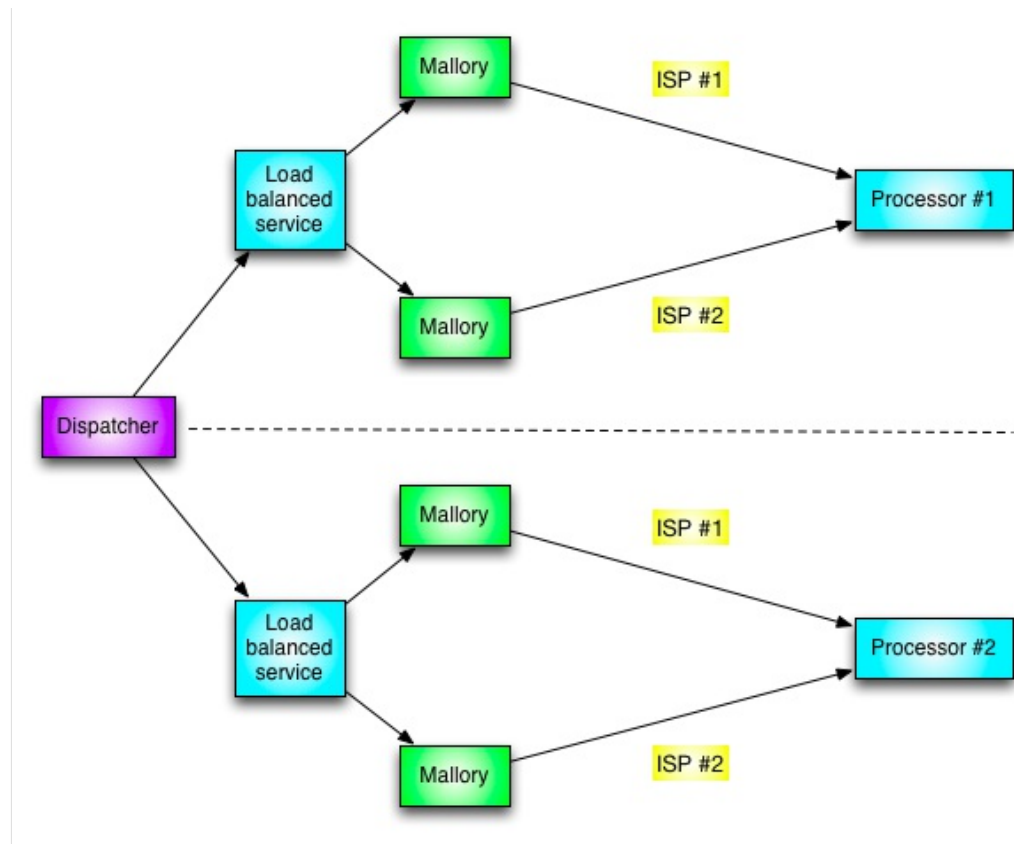 Mallory
ISP #1
Load
balanced
service
Processor #1
Mallory
ISP #2
Dispatcher
Mallory
ISP #1
Load
balanced
service
Processor #2
Mallory
ISP #2